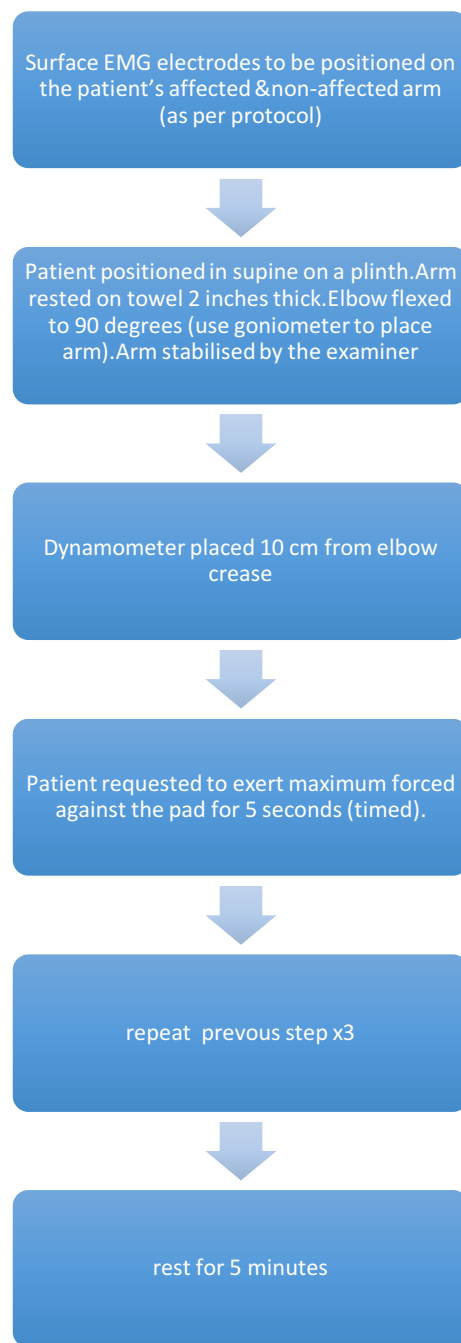 Surface EMG electrodes to be positioned on
the patient’s affected &non-affected arm
(as per protocol)
Patient positioned in supine on a plinth.Arm
rested on towel 2 inches thick.Elbow flexed
to 90 degrees (use goniometer to place
arm).Arm stabilised by the examiner
Dynamometer placed 10 cm from elbow
crease
Patient requested to exert maximum forced
against the pad for 5 seconds (timed).
repeat  prevous step x3
rest for 5 minutes